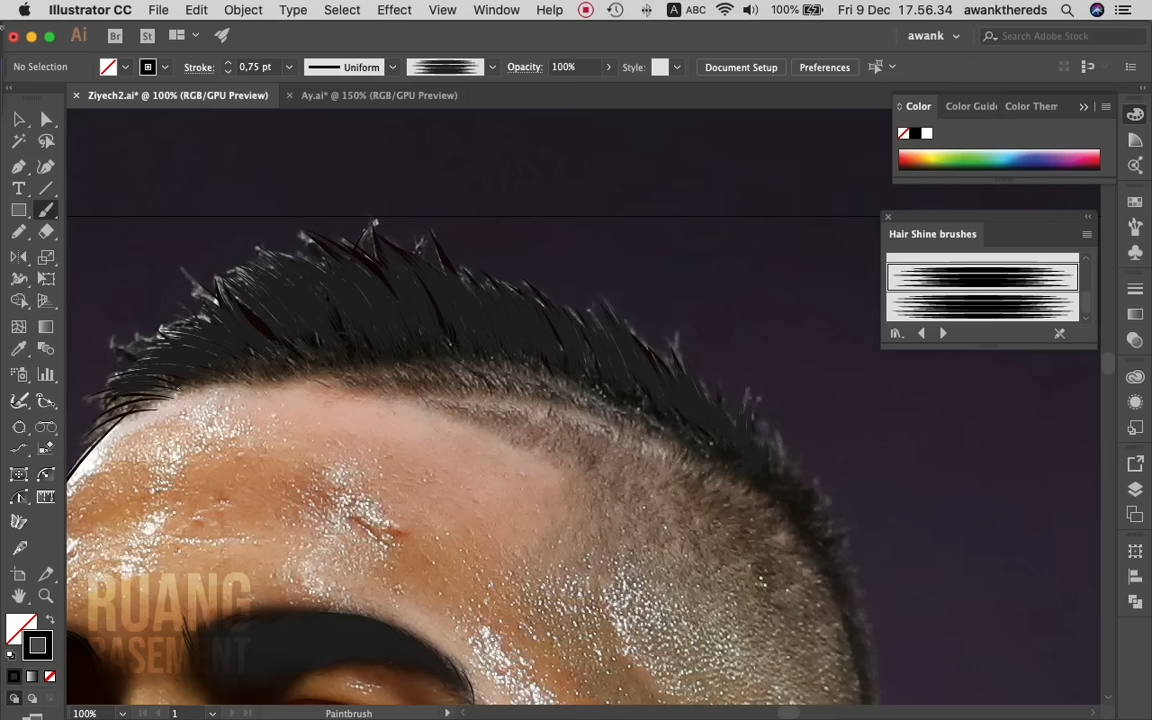 Illustrator CC File Edit Object Type Select Effect View Window Help A ABC 100% Fri 9 Dec 17.56.34 awankthereds
Ai Br St awank Search Adobe Stock
No Selection Stroke: 0,75 pt Uniform Opacity: 100% Style: Document Setup Preferences
Ziyech2.ai* @ 100% (RGB/GPU Preview) Ay.ai* @ 150% (RGB/GPU Preview)
Color Color Guid Color Them
Hair Shine brushes
RUANG
BASEMENT
100% 1 Paintbrush